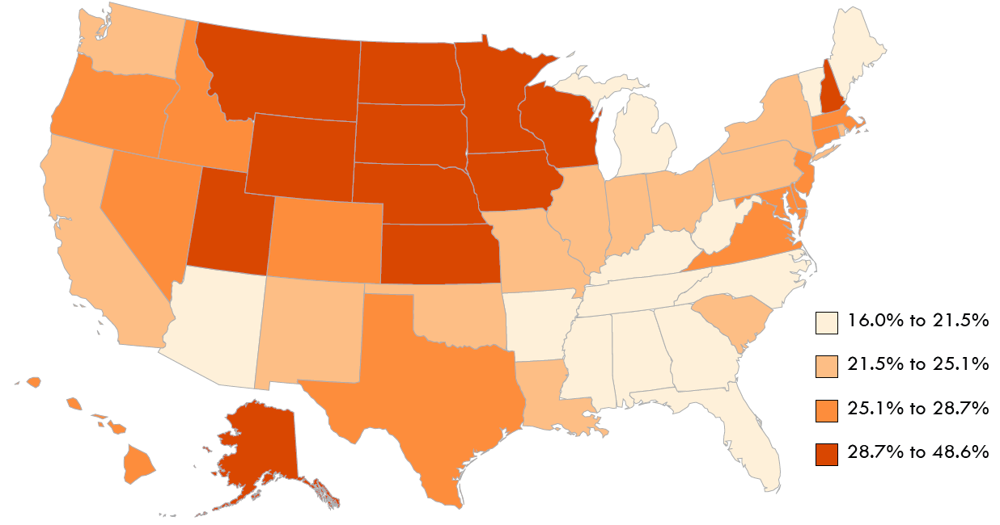 16.0% to 21.5%
21.5% to 25.1%
25.1% to 28.7%
28.7% to 48.6%